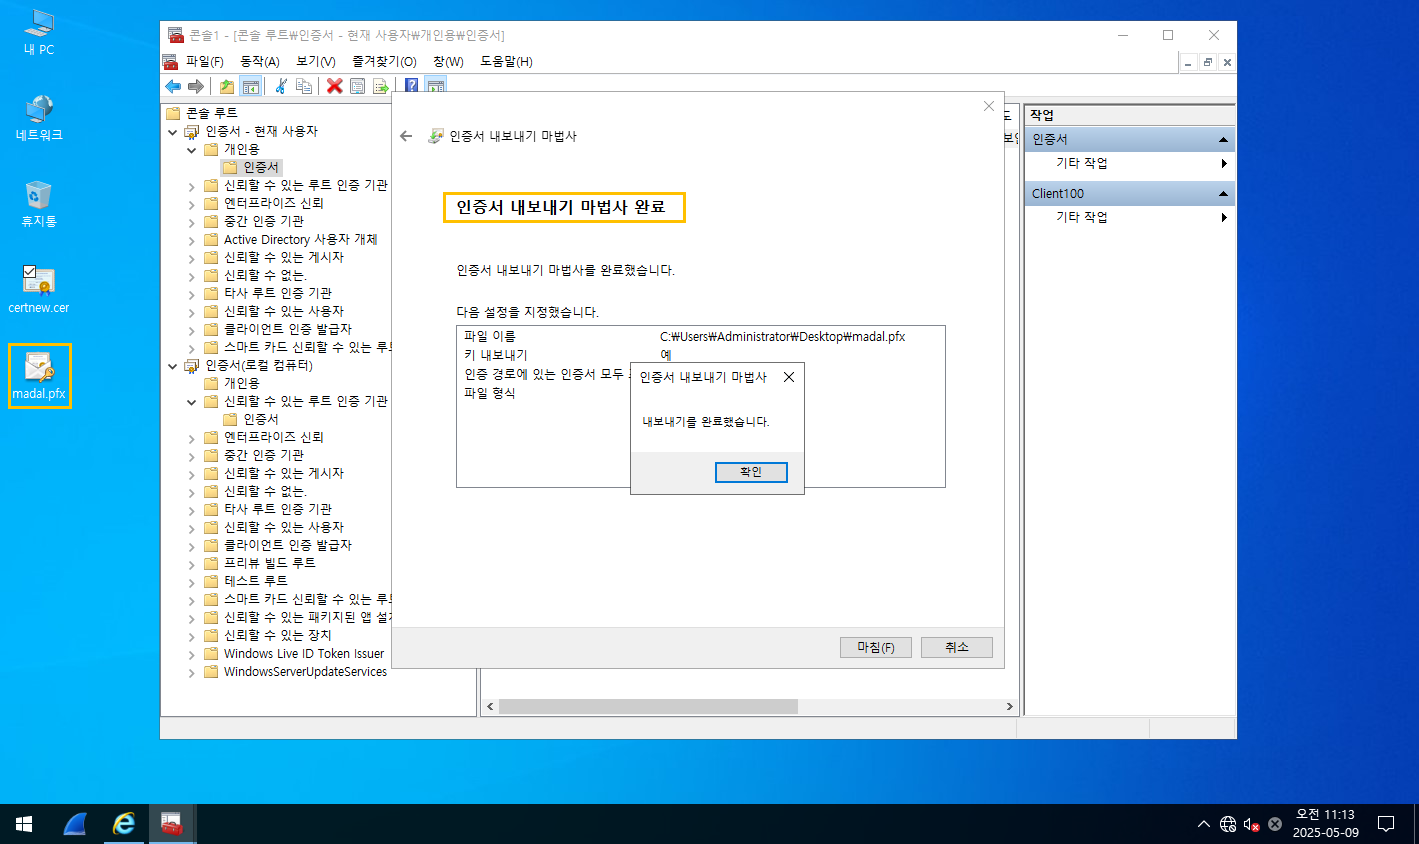 내 PC
네트워크
휴지통
certnew.cer
madal.pfx
콘솔1 - [콘솔 루트₩인증서 - 현재 사용자₩개인용₩인증서]
파일(F) 동작(A) 보기(V) 즐겨찾기(O) 창(W) 도움말(H)
콘솔 루트
인증서 - 현재 사용자
개인용
인증서
신뢰할 수 있는 루트 인증 기관
엔터프라이즈 신뢰
중간 인증 기관
Active Directory 사용자 개체
신뢰할 수 있는 게시자
신뢰할 수 없는.
타사 루트 인증 기관
신뢰할 수 있는 사용자
클라이언트 인증 발급자
스마트 카드 신뢰할 수 있는 루
인증서(로컬 컴퓨터)
개인용
신뢰할 수 있는 루트 인증 기관
인증서
엔터프라이즈 신뢰
중간 인증 기관
신뢰할 수 있는 게시자
신뢰할 수 없는.
타사 루트 인증 기관
신뢰할 수 있는 사용자
클라이언트 인증 발급자
프리뷰 빌드 루트
테스트 루트
스마트 카드 신뢰할 수 있는 루
신뢰할 수 있는 패키지된 앱 설
신뢰할 수 있는 장치
Windows Live ID Token Issuer
WindowsServerUpdateServices
인증서 내보내기 마법사
인증서 내보내기 마법사 완료
인증서 내보내기 마법사를 완료했습니다.
다음 설정을 지정했습니다.
파일 이름 C:₩Users₩Administrator₩Desktop₩madal.pfx
키 내보내기 예
인증 경로에 있는 인증서 모두
파일 형식
인증서 내보내기 마법사
내보내기를 완료했습니다.
확인
마침(F) 취소
작업
인증서
기타 작업
Client100
기타 작업
오전 11:13
2025-05-09